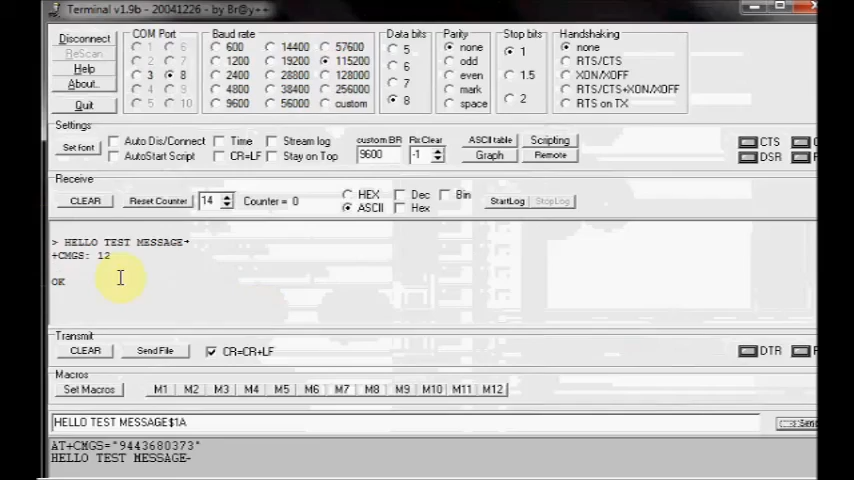 Terminal v1.9b - 20041226 - by Br@y++
Disconnect
ReScan
Help
About..
Quit
COM Port
1 6
2 7
3 8
4 9
5 10
Baud rate
600 14400 57600
1200 19200 115200
2400 28800 128000
4800 38400 256000
9600 56000 custom
Data bits
5
6
7
8
Parity
none
odd
even
mark
space
Stop bits
1
1.5
2
Handshaking
none
RTS/CTS
XON/XOFF
RTS/CTS+XON/XOFF
RTS on TX
Settings
Set font
Auto Dis/Connect Time Stream log
AutoStart Script CR=LF Stay on Top
custom BR Rx Clear
9600 -1
ASCII table Scripting
Graph Remote
CTS
DSR
Receive
CLEAR Reset Counter 14 Counter = 0
HEX Dec Bin
ASCII Hex
StartLog StopLog
> HELLO TEST MESSAGE→
+CMGS: 12
OK
Transmit
CLEAR Send File CR=CR+LF
DTR
Macros
Set Macros M1 M2 M3 M4 M5 M6 M7 M8 M9 M10 M11 M12
HELLO TEST MESSAGE$1A
-> Send
AT+CMGS="9443680373"
HELLO TEST MESSAGE→